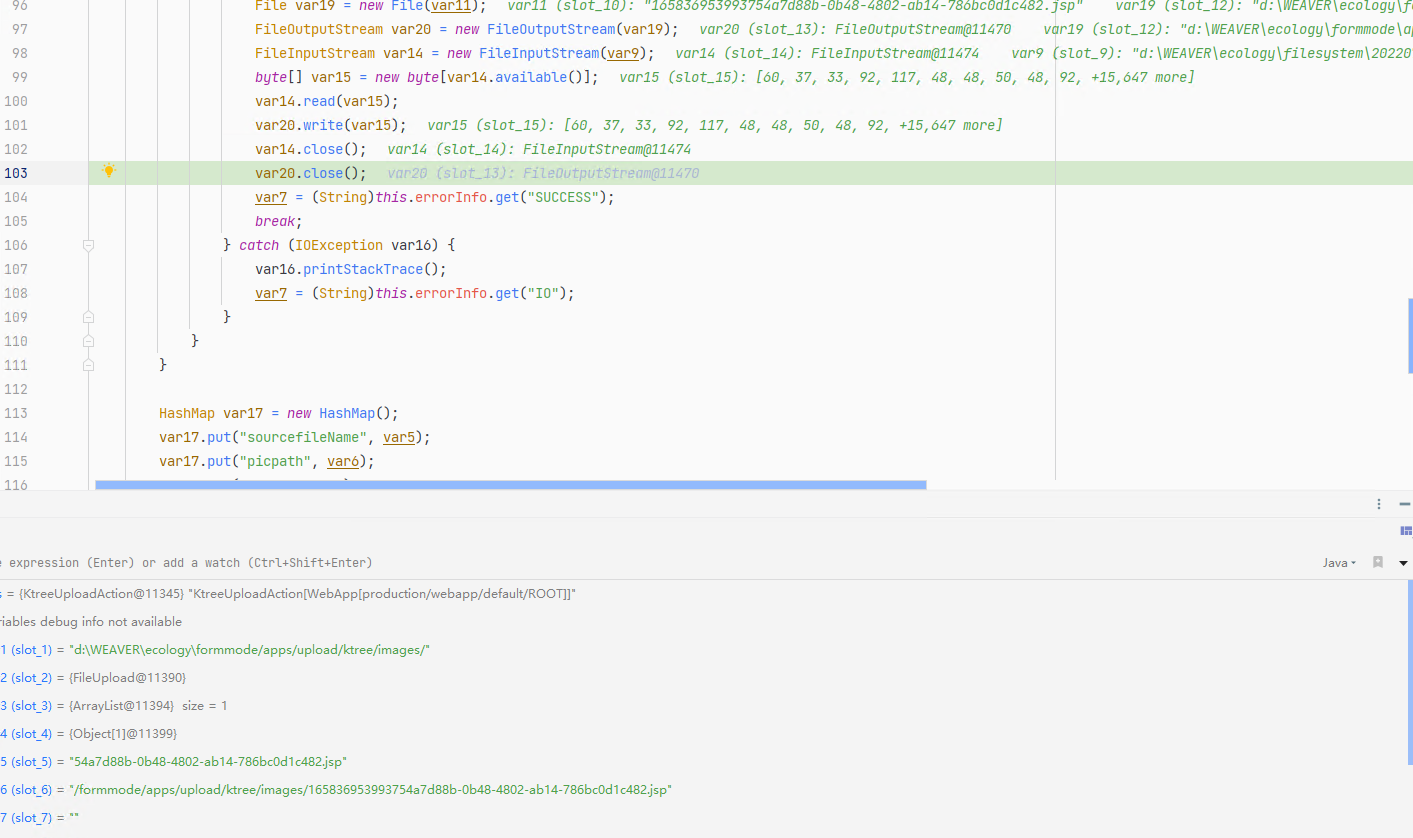 96 File var19 = new File(var11); var11 (slot_10): "165836953993754a7d88b-0b48-4802-ab14-786bc0d1c482.jsp" var19 (slot_12): "d:\WEAVER\ecology\fo
97 FileOutputStream var20 = new FileOutputStream(var19); var20 (slot_13): FileOutputStream@11470 var19 (slot_12): "d:\WEAVER\ecology\formmode\ap
98 FileInputStream var14 = new FileInputStream(var9); var14 (slot_14): FileInputStream@11474 var9 (slot_9): "d:\WEAVER\ecology\filesystem\20220
99 byte[] var15 = new byte[var14.available()]; var15 (slot_15): [60, 37, 33, 92, 117, 48, 48, 50, 48, 92, +15,647 more]
100 var14.read(var15);
101 var20.write(var15); var15 (slot_15): [60, 37, 33, 92, 117, 48, 48, 50, 48, 92, +15,647 more]
102 var14.close(); var14 (slot_14): FileInputStream@11474
103 var20.close(); var20 (slot_13): FileOutputStream@11470
104 var7 = (String)this.errorInfo.get("SUCCESS");
105 break;
106 } catch (IOException var16) {
107 var16.printStackTrace();
108 var7 = (String)this.errorInfo.get("IO");
109 }
110 }
111 }
112
113 HashMap var17 = new HashMap();
114 var17.put("sourcefileName", var5);
115 var17.put("picpath", var6);
116
e expression (Enter) or add a watch (Ctrl+Shift+Enter) Java
s = {KtreeUploadAction@11345} "KtreeUploadAction[WebApp[production/webapp/default/ROOT]]"
riables debug info not available
1 (slot_1) = "d:\WEAVER\ecology\formmode/apps/upload/ktree/images/"
2 (slot_2) = {FileUpload@11390}
3 (slot_3) = {ArrayList@11394} size = 1
4 (slot_4) = {Object[1]@11399}
5 (slot_5) = "54a7d88b-0b48-4802-ab14-786bc0d1c482.jsp"
6 (slot_6) = "/formmode/apps/upload/ktree/images/165836953993754a7d88b-0b48-4802-ab14-786bc0d1c482.jsp"
7 (slot_7) = ""